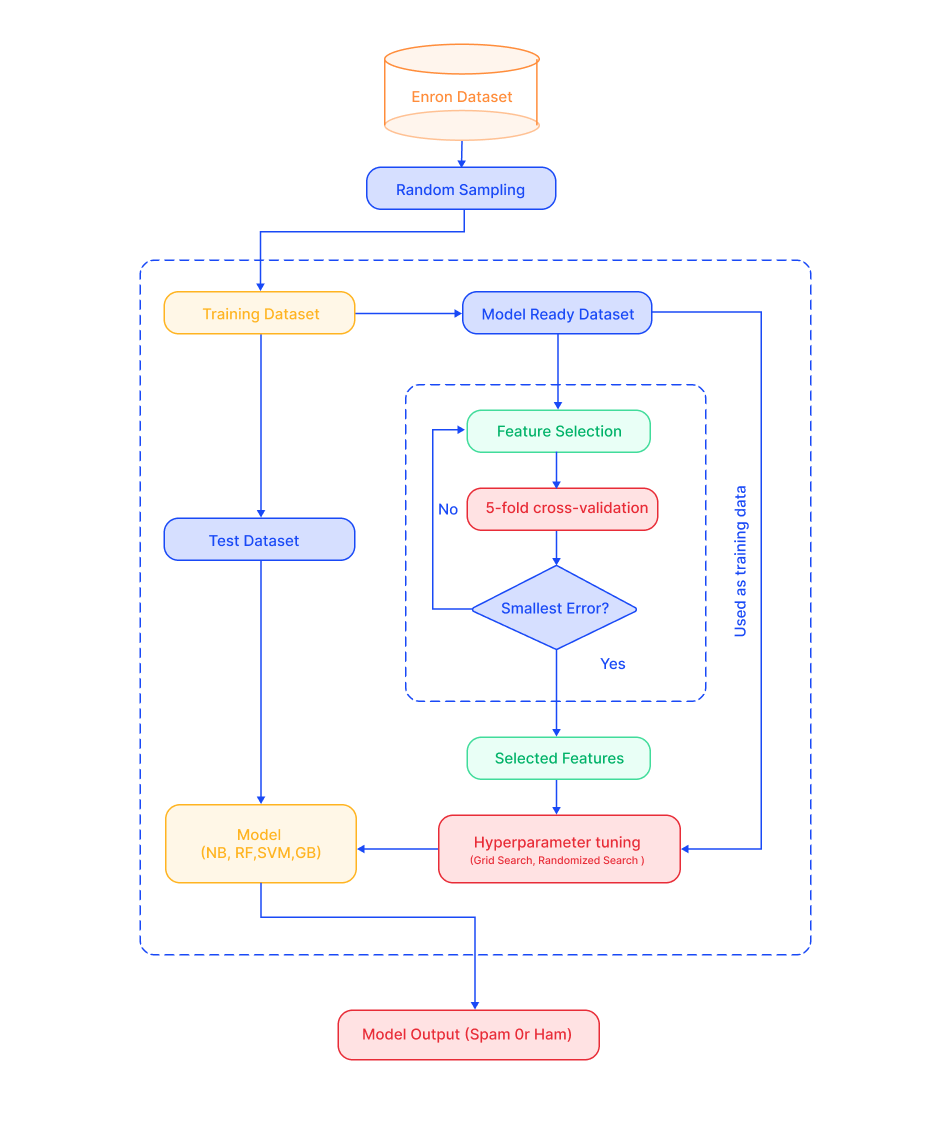 Enron Dataset
Random Sampling
Training Dataset
Model Ready Dataset
Feature Selection
No
5-fold cross-validation
Used as training data
Test Dataset
Smallest Error?
Yes
Selected Features
Model
(NB, RF,SVM,GB)
Hyperparameter tuning
(Grid Search, Randomized Search )
Model Output (Spam 0r Ham)